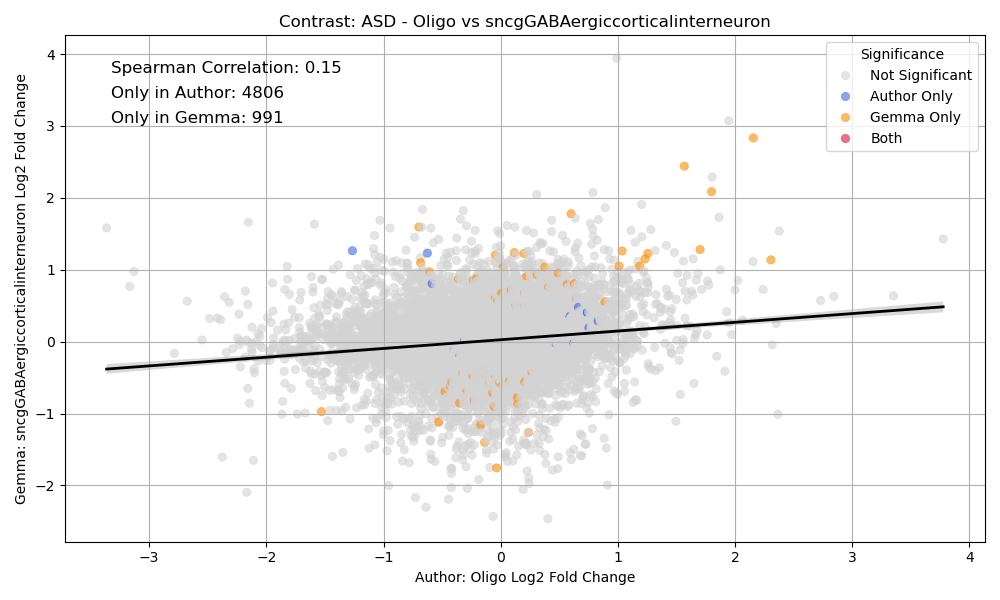 Contrast: ASD - Oligo vs sncgGABAergiccorticalinterneuron
Spearman Correlation: 0.15
Only in Author: 4806
Only in Gemma: 991
Significance
Not Significant
Author Only
Gemma Only
Both
Gemma: sncgGABAergiccorticalinterneuron Log2 Fold Change
4
3
2
1
0
−1
−2
−3
−2
−1
0
1
2
3
4
Author: Oligo Log2 Fold Change